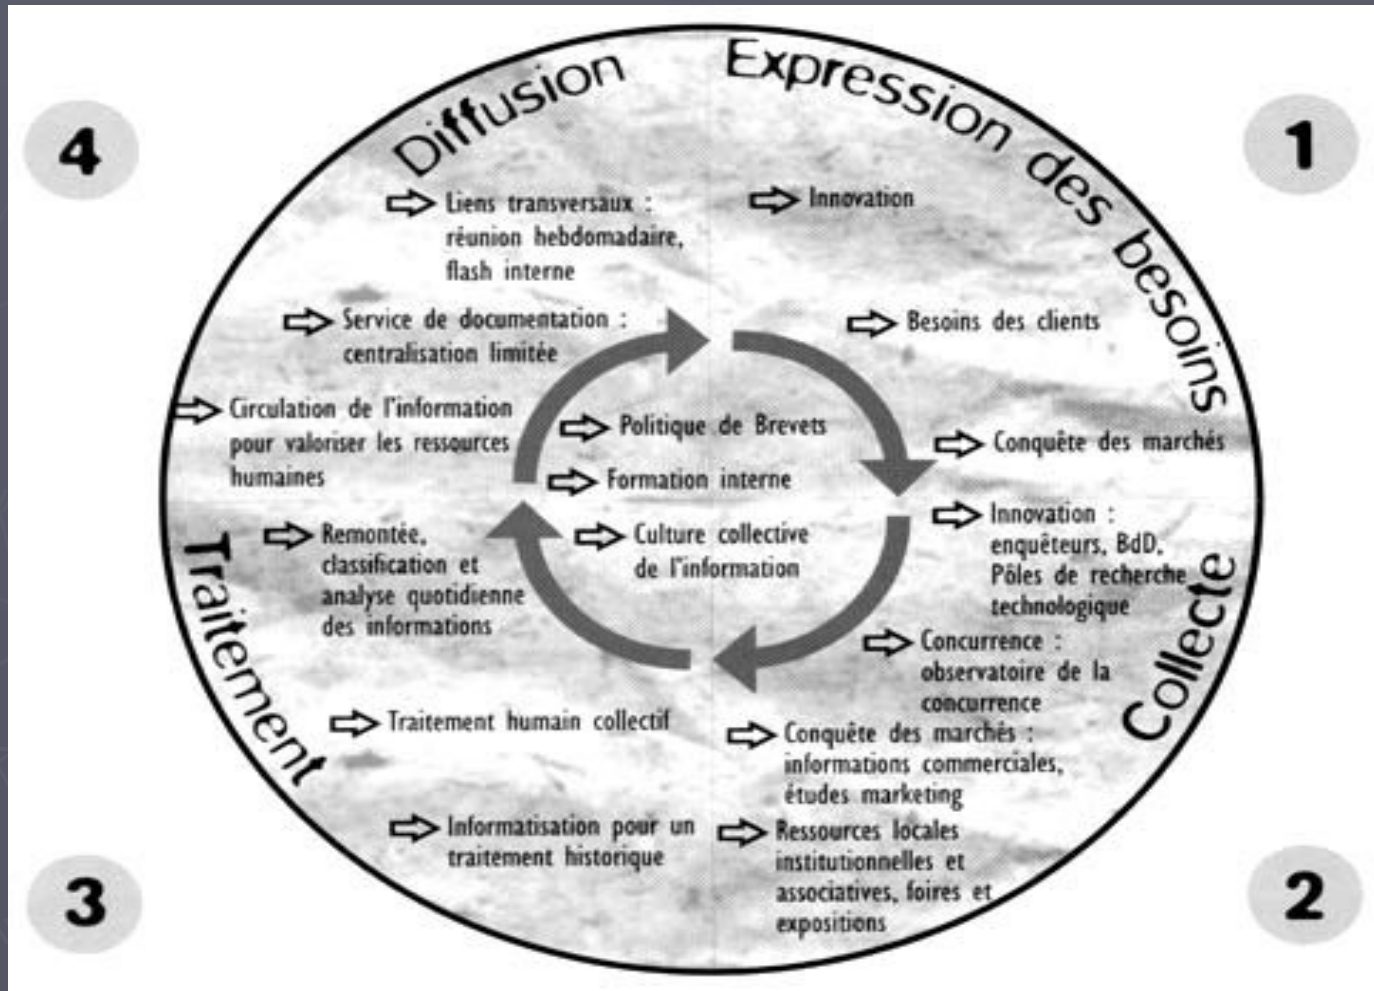 1
Expression des besoins
Innovation
Besoins des clients
Conquête des marchés
2
Collecte
Innovation :
enquêteurs, BdD,
Pôles de recherche
technologique
Concurrence :
observatoire de la
concurrence
Conquête des marchés :
informations commerciales,
études marketing
Ressources locales
institutionnelles et
associatives, foires et
expositions
3
Traitement
Remontée,
classification et
analyse quotidienne
des informations
Traitement humain collectif
Informatisation pour un
traitement historique
4
Diffusion
Liens transversaux :
réunion hebdomadaire,
flash interne
Service de documentation :
centralisation limitée
Circulation de l'information
pour valoriser les ressources
humaines
Politique de Brevets
Formation interne
Culture collective
de l'information